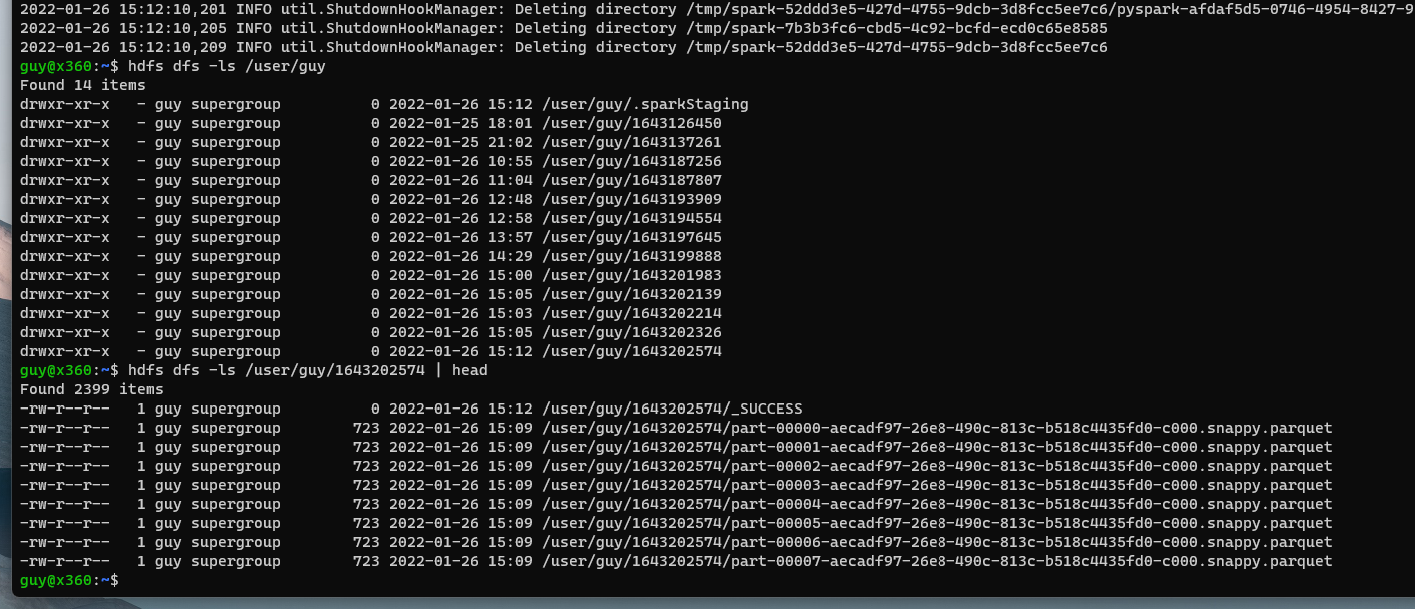 2022-01-26 15:12:10,201 INFO util.ShutdownHookManager: Deleting directory /tmp/spark-52ddd3e5-427d-4755-9dcb-3d8fcc5ee7c6/pyspark-afdaf5d5-0746-4954-8427-9
2022-01-26 15:12:10,205 INFO util.ShutdownHookManager: Deleting directory /tmp/spark-7b3b3fc6-cbd5-4c92-bcfd-ecd0c65e8585
2022-01-26 15:12:10,209 INFO util.ShutdownHookManager: Deleting directory /tmp/spark-52ddd3e5-427d-4755-9dcb-3d8fcc5ee7c6
guy@x360:~$ hdfs dfs -ls /user/guy
Found 14 items
drwxr-xr-x   - guy supergroup          0 2022-01-26 15:12 /user/guy/.sparkStaging
drwxr-xr-x   - guy supergroup          0 2022-01-25 18:01 /user/guy/1643126450
drwxr-xr-x   - guy supergroup          0 2022-01-25 21:02 /user/guy/1643137261
drwxr-xr-x   - guy supergroup          0 2022-01-26 10:55 /user/guy/1643187256
drwxr-xr-x   - guy supergroup          0 2022-01-26 11:04 /user/guy/1643187807
drwxr-xr-x   - guy supergroup          0 2022-01-26 12:48 /user/guy/1643193909
drwxr-xr-x   - guy supergroup          0 2022-01-26 12:58 /user/guy/1643194554
drwxr-xr-x   - guy supergroup          0 2022-01-26 13:57 /user/guy/1643197645
drwxr-xr-x   - guy supergroup          0 2022-01-26 14:29 /user/guy/1643199888
drwxr-xr-x   - guy supergroup          0 2022-01-26 15:00 /user/guy/1643201983
drwxr-xr-x   - guy supergroup          0 2022-01-26 15:05 /user/guy/1643202139
drwxr-xr-x   - guy supergroup          0 2022-01-26 15:03 /user/guy/1643202214
drwxr-xr-x   - guy supergroup          0 2022-01-26 15:05 /user/guy/1643202326
drwxr-xr-x   - guy supergroup          0 2022-01-26 15:12 /user/guy/1643202574
guy@x360:~$ hdfs dfs -ls /user/guy/1643202574 | head
Found 2399 items
-rw-r--r--   1 guy supergroup          0 2022-01-26 15:12 /user/guy/1643202574/_SUCCESS
-rw-r--r--   1 guy supergroup        723 2022-01-26 15:09 /user/guy/1643202574/part-00000-aecadf97-26e8-490c-813c-b518c4435fd0-c000.snappy.parquet
-rw-r--r--   1 guy supergroup        723 2022-01-26 15:09 /user/guy/1643202574/part-00001-aecadf97-26e8-490c-813c-b518c4435fd0-c000.snappy.parquet
-rw-r--r--   1 guy supergroup        723 2022-01-26 15:09 /user/guy/1643202574/part-00002-aecadf97-26e8-490c-813c-b518c4435fd0-c000.snappy.parquet
-rw-r--r--   1 guy supergroup        723 2022-01-26 15:09 /user/guy/1643202574/part-00003-aecadf97-26e8-490c-813c-b518c4435fd0-c000.snappy.parquet
-rw-r--r--   1 guy supergroup        723 2022-01-26 15:09 /user/guy/1643202574/part-00004-aecadf97-26e8-490c-813c-b518c4435fd0-c000.snappy.parquet
-rw-r--r--   1 guy supergroup        723 2022-01-26 15:09 /user/guy/1643202574/part-00005-aecadf97-26e8-490c-813c-b518c4435fd0-c000.snappy.parquet
-rw-r--r--   1 guy supergroup        723 2022-01-26 15:09 /user/guy/1643202574/part-00006-aecadf97-26e8-490c-813c-b518c4435fd0-c000.snappy.parquet
-rw-r--r--   1 guy supergroup        723 2022-01-26 15:09 /user/guy/1643202574/part-00007-aecadf97-26e8-490c-813c-b518c4435fd0-c000.snappy.parquet
guy@x360:~$